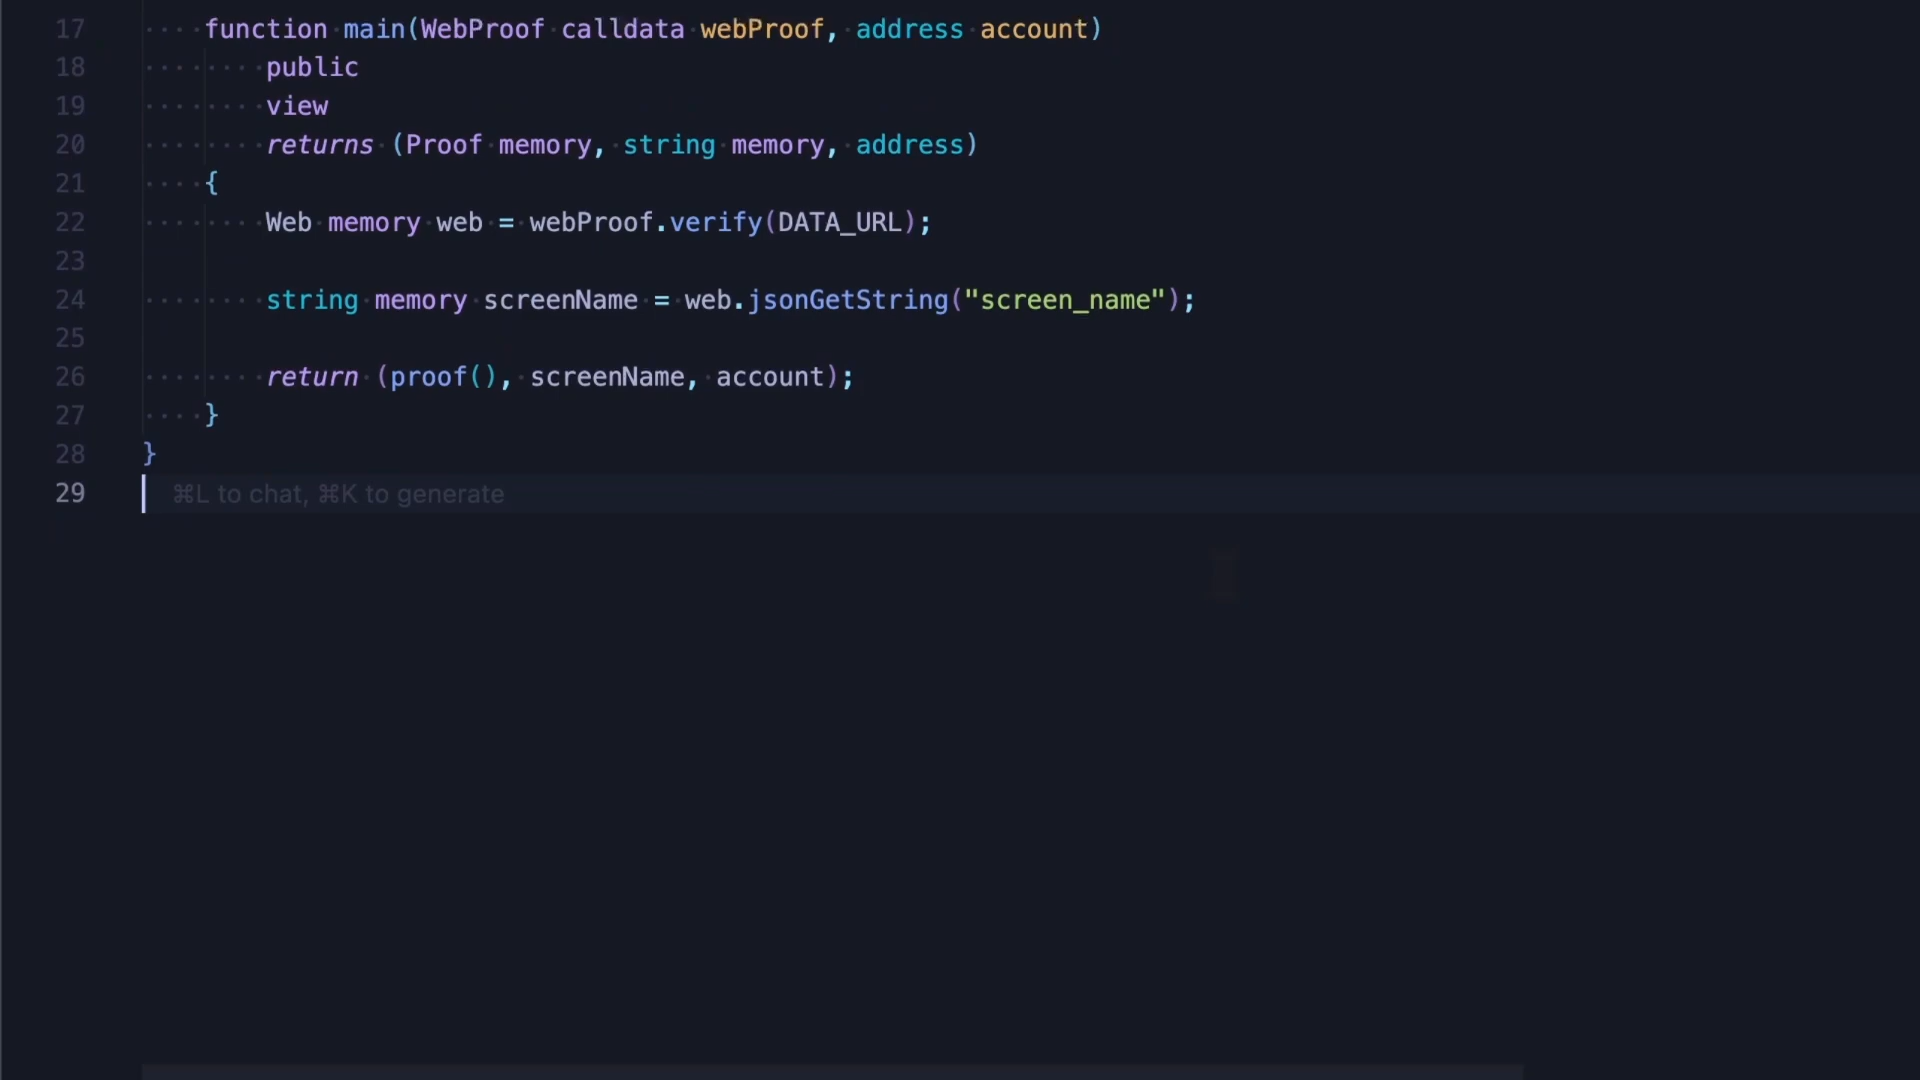 17     function main(WebProof calldata webProof, address account)
18         public
19         view
20         returns (Proof memory, string memory, address)
21     {
22         Web memory web = webProof.verify(DATA_URL);
23
24         string memory screenName = web.jsonGetString("screen_name");
25
26         return (proof(), screenName, account);
27     }
28 }
29 ⌘L to chat, ⌘K to generate